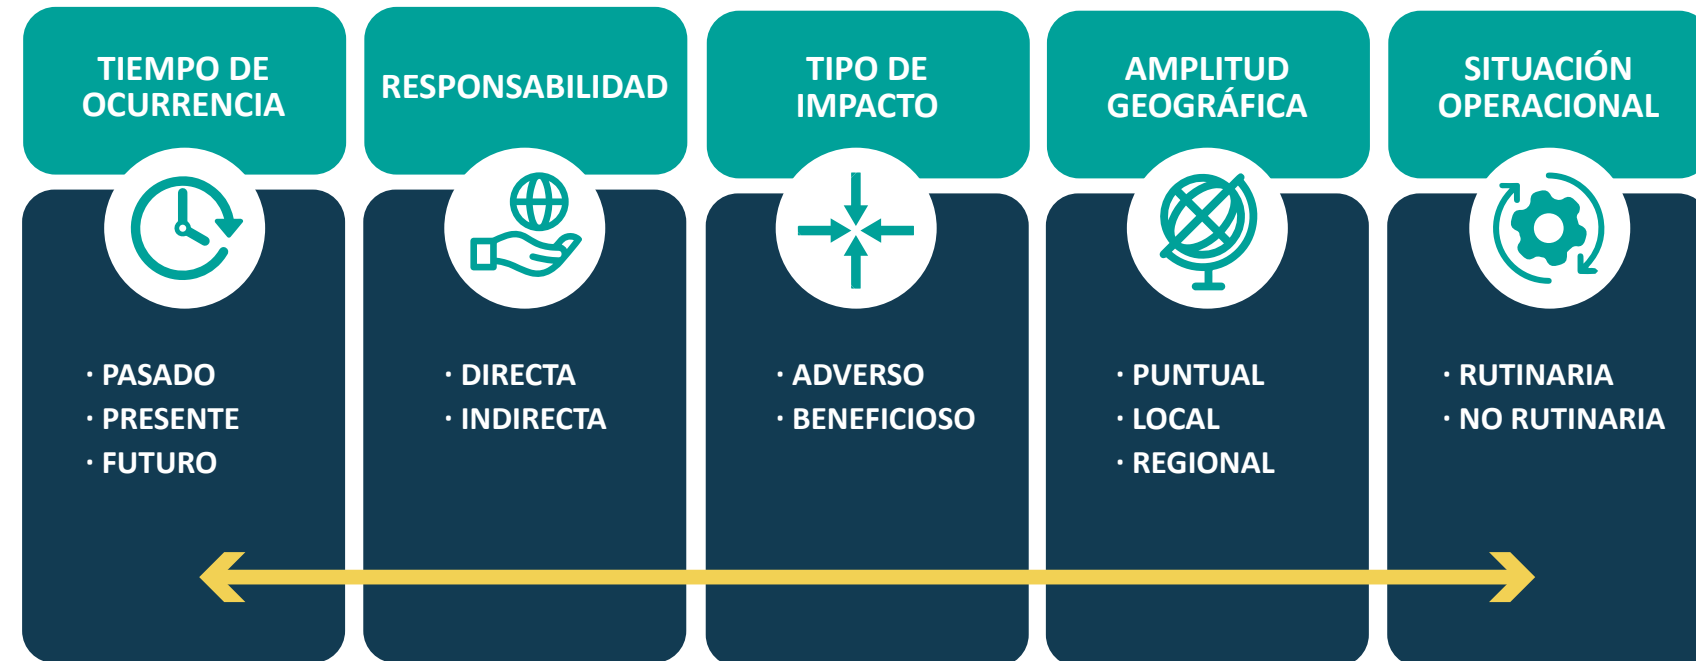 TIEMPO DE
OCURRENCIA
· PASADO
· PRESENTE
· FUTURO
RESPONSABILIDAD
· DIRECTA
· INDIRECTA
TIPO DE
IMPACTO
· ADVERSO
· BENEFICIOSO
AMPLITUD
GEOGRÁFICA
· PUNTUAL
· LOCAL
· REGIONAL
SITUACIÓN
OPERACIONAL
· RUTINARIA
· NO RUTINARIA